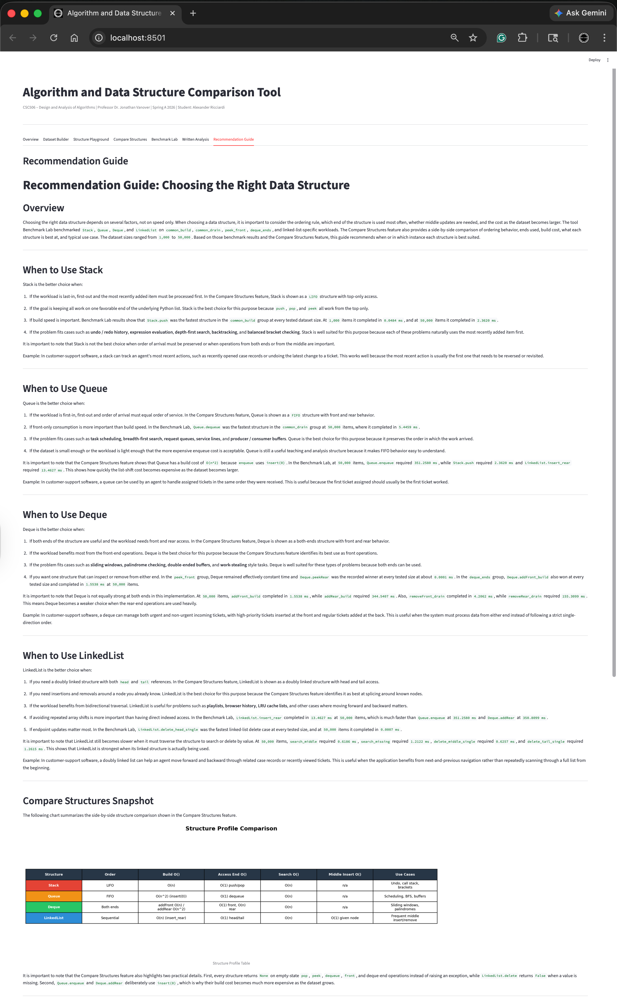 Algorithm and Data Structure
Ask Gemini
localhost:8501
Deploy
Algorithm and Data Structure Comparison Tool
CSC506 – Design and Analysis of Algorithms | Professor Dr. Jonathan Vanover | Spring A 2026 | Student: Alexander Ricciardi
Overview Dataset Builder Structure Playground Compare Structures Benchmark Lab Written Analysis Recommendation Guide
Recommendation Guide
Recommendation Guide: Choosing the Right Data Structure
Overview
Choosing the right data structure depends on several factors, not on speed only. When choosing a data structure, it is important to consider the ordering rule, which end of the structure is used most often, whether middle updates are needed, and the cost as the dataset becomes larger. The tool
Benchmark Lab benchmarked Stack , Queue , Deque , and LinkedList on common_build , common_drain , peek_front , deque_ends , and linked-list-specific workloads. The Compare Structures feature also provides a side-by-side comparison of ordering behavior, ends used, build cost, what each
structure is best at, and typical use case. The dataset sizes ranged from 1,000 to 50,000 . Based on those benchmark results and the Compare Structures feature, this guide recommends when or in which instance each structure is best suited.
When to Use Stack
Stack is the better choice when:
1. If the workload is last-in, first-out and the most recently added item must be processed first. In the Compare Structures feature, Stack is shown as a LIFO structure with top-only access.
2. If the goal is keeping all work on one favorable end of the underlying Python list. Stack is the best choice for this purpose because push , pop , and peek all work from the top only.
3. If build speed is important. Benchmark Lab results show that Stack.push was the fastest structure in the common_build group at every tested dataset size. At 1,000 items it completed in 0.0484 ms , and at 50,000 items it completed in 2.3620 ms .
4. If the problem fits cases such as undo / redo history, expression evaluation, depth-first search, backtracking, and balanced bracket checking. Stack is well suited for this purpose because each of these problems naturally uses the most recently added item first.
It is important to note that Stack is not the best choice when order of arrival must be preserved or when operations from both ends or from the middle are important.
Example: In customer-support software, a stack can track an agent's most recent actions, such as recently opened case records or undoing the latest change to a ticket. This works well because the most recent action is usually the first one that needs to be reversed or revisited.
When to Use Queue
Queue is the better choice when:
1. If the workload is first-in, first-out and order of arrival must equal order of service. In the Compare Structures feature, Queue is shown as a FIFO structure with front and rear behavior.
2. If front-only consumption is more important than build speed. In the Benchmark Lab, Queue.dequeue was the fastest structure in the common_drain group at 50,000 items, where it completed in 5.4459 ms .
3. If the problem fits cases such as task scheduling, breadth-first search, request queues, service lines, and producer / consumer buffers. Queue is the best choice for this purpose because it preserves the order in which the work arrived.
4. If the dataset is small enough or the workload is light enough that the more expensive enqueue cost is acceptable. Queue is still a useful teaching and analysis structure because it makes FIFO behavior easy to understand.
It is important to note that the Compare Structures feature shows that Queue has a build cost of O(n^2) because enqueue uses insert(0) . In the Benchmark Lab, at 50,000 items, Queue.enqueue required 351.2580 ms , while Stack.push required 2.3620 ms and LinkedList.insert_rear
required 13.4627 ms . This shows how quickly the list-shift cost becomes expensive as the dataset becomes larger.
Example: In customer-support software, a queue can be used by an agent to handle assigned tickets in the same order they were received. This is useful because the first ticket assigned should usually be the first ticket worked.
When to Use Deque
Deque is the better choice when:
1. If both ends of the structure are useful and the workload needs front and rear access. In the Compare Structures feature, Deque is shown as a both-ends structure with front and rear behavior.
2. If the workload benefits most from the front-end operations. Deque is the best choice for this purpose because the Compare Structures feature identifies its best use as front operations.
3. If the problem fits cases such as sliding windows, palindrome checking, double-ended buffers, and work-stealing style tasks. Deque is well suited for these types of problems because both ends can be used.
4. If you want one structure that can inspect or remove from either end. In the peek_front group, Deque remained effectively constant time and Deque.peekRear was the recorded winner at every tested size at about 0.0001 ms . In the deque_ends group, Deque.addFront_build also won at every
tested size and completed in 1.5538 ms at 50,000 items.
It is important to note that Deque is not equally strong at both ends in this implementation. At 50,000 items, addFront_build completed in 1.5538 ms , while addRear_build required 344.5407 ms . Also, removeFront_drain completed in 4.2062 ms , while removeRear_drain required 155.3099 ms .
This means Deque becomes a weaker choice when the rear-end operations are used heavily.
Example: In customer-support software, a deque can manage both urgent and non-urgent incoming tickets, with high-priority tickets inserted at the front and regular tickets added at the back. This is useful when the system must process data from either end instead of following a strict single-
direction order.
When to Use LinkedList
LinkedList is the better choice when:
1. If you need a doubly linked structure with both head and tail references. In the Compare Structures feature, LinkedList is shown as a doubly linked structure with head and tail access.
2. If you need insertions and removals around a node you already know. LinkedList is the best choice for this purpose because the Compare Structures feature identifies it as best at splicing around known nodes.
3. If the workload benefits from bidirectional traversal. LinkedList is useful for problems such as playlists, browser history, LRU cache lists, and other cases where moving forward and backward matters.
4. If avoiding repeated array shifts is more important than having direct indexed access. In the Benchmark Lab, LinkedList.insert_rear completed in 13.4627 ms at 50,000 items, which is much faster than Queue.enqueue at 351.2580 ms and Deque.addRear at 350.8099 ms .
5. If endpoint updates matter most. In the Benchmark Lab, LinkedList.delete_head_single was the fastest linked-list delete case at every tested size, and at 50,000 items it completed in 0.0007 ms .
It is important to note that LinkedList still becomes slower when it must traverse the structure to search or delete by value. At 50,000 items, search_middle required 0.6186 ms , search_missing required 1.2122 ms , delete_middle_single required 0.6257 ms , and delete_tail_single required
1.2615 ms . This shows that LinkedList is strongest when its linked structure is actually being used.
Example: In customer-support software, a doubly linked list can help an agent move forward and backward through related case records or recently viewed tickets. This is useful when the application benefits from next-and-previous navigation rather than repeatedly scanning through a full list from
the beginning.
Compare Structures Snapshot
The following chart summarizes the side-by-side structure comparison shown in the Compare Structures feature.
Structure Profile Comparison
Structure Order Build O() Access End O() Search O() Middle Insert O() Use Cases
Stack LIFO O(n) O(1) push/pop O(n) n/a Undo, call stack,
brackets
Queue FIFO O(n^2) (insert(0)) O(1) dequeue O(n) n/a Scheduling, BFS, buffers
Deque Both ends addFront O(n) / O(1) front, O(n) O(n) n/a Sliding windows,
addRear O(n^2) rear palindromes
LinkedList Sequential O(n) (insert_rear) O(1) head/tail O(n) O(1) given node Frequent middle
insert/remove
Structure Profile Table
It is important to note that the Compare Structures feature also highlights two practical details. First, every structure returns None on empty-state pop , peek , dequeue , front , and deque-end operations instead of raising an exception, while LinkedList.delete returns False when a value is
missing. Second, Queue.enqueue and Deque.addRear deliberately use insert(0) , which is why their build cost becomes much more expensive as the dataset grows.